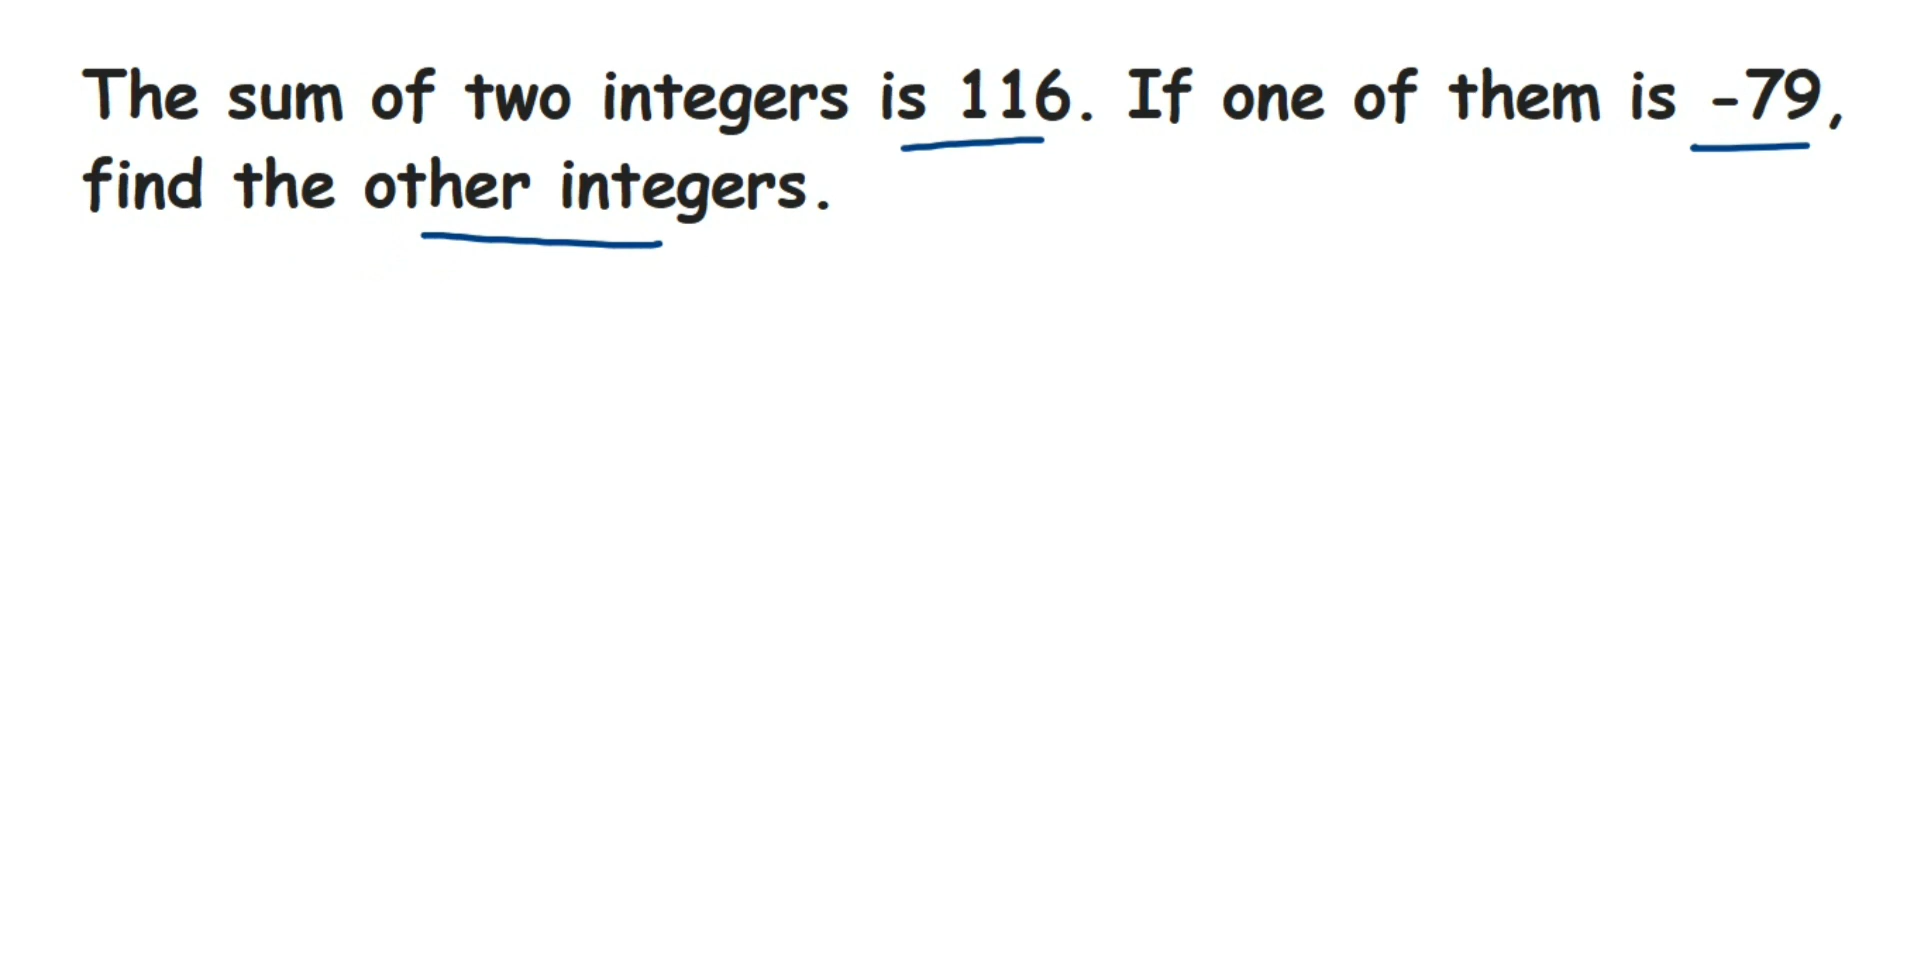 The sum of two integers is 116. If one of them is -79,
find the other integers.